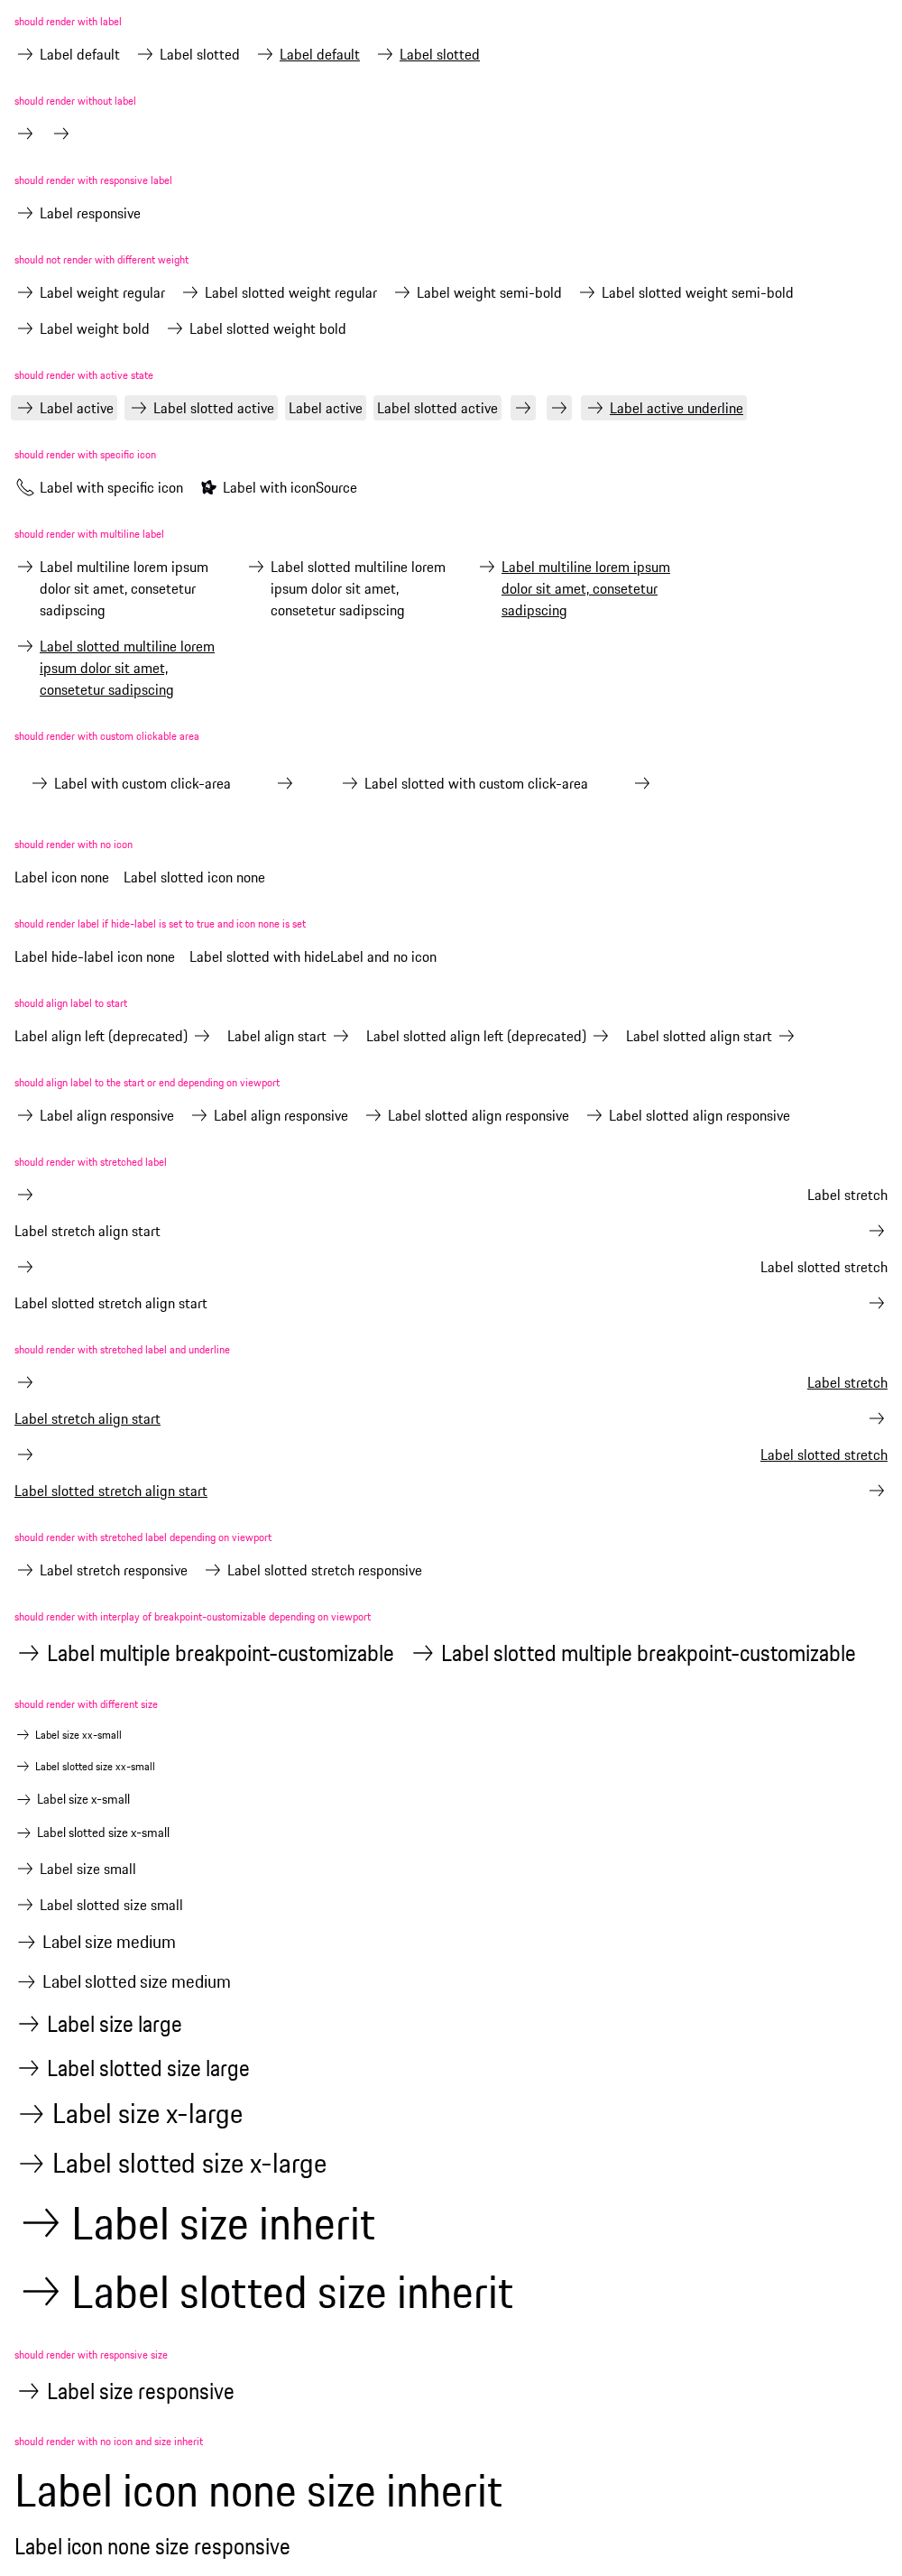 should render with label
Label default Label slotted Label default Label slotted
should render without label
should render with responsive label
Label responsive
should not render with different weight
Label weight regular Label slotted weight regular Label weight semi-bold Label slotted weight semi-bold
Label weight bold Label slotted weight bold
should render with active state
Label active Label slotted active Label active Label slotted active Label active underline
should render with specific icon
Label with specific icon Label with iconSource
should render with multiline label
Label multiline lorem ipsum Label slotted multiline lorem Label multiline lorem ipsum
dolor sit amet, consetetur ipsum dolor sit amet, dolor sit amet, consetetur
sadipscing consetetur sadipscing sadipscing
Label slotted multiline lorem
ipsum dolor sit amet,
consetetur sadipscing
should render with custom clickable area
Label with custom click-area Label slotted with custom click-area
should render with no icon
Label icon none Label slotted icon none
should render label if hide-label is set to true and icon none is set
Label hide-label icon none Label slotted with hideLabel and no icon
should align label to start
Label align left (deprecated) Label align start Label slotted align left (deprecated) Label slotted align start
should align label to the start or end depending on viewport
Label align responsive Label align responsive Label slotted align responsive Label slotted align responsive
should render with stretched label
Label stretch
Label stretch align start
Label slotted stretch
Label slotted stretch align start
should render with stretched label and underline
Label stretch
Label stretch align start
Label slotted stretch
Label slotted stretch align start
should render with stretched label depending on viewport
Label stretch responsive Label slotted stretch responsive
should render with interplay of breakpoint-customizable depending on viewport
Label multiple breakpoint-customizable Label slotted multiple breakpoint-customizable
should render with different size
Label size xx-small
Label slotted size xx-small
Label size x-small
Label slotted size x-small
Label size small
Label slotted size small
Label size medium
Label slotted size medium
Label size large
Label slotted size large
Label size x-large
Label slotted size x-large
Label size inherit
Label slotted size inherit
should render with responsive size
Label size responsive
should render with no icon and size inherit
Label icon none size inherit
Label icon none size responsive